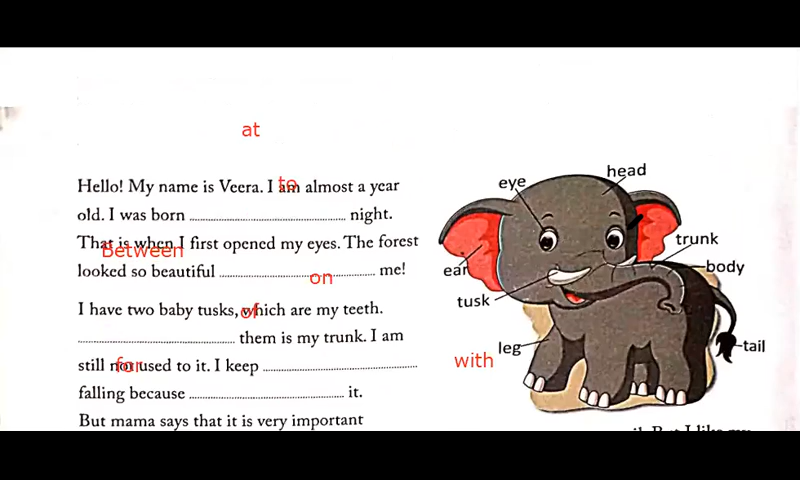 at
Hello! My name is Veera. I am almost a year
to
old. I was born ........................ night.
That is when I first opened my eyes. The forest
Between
looked so beautiful ........................ me!
on
I have two baby tusks, which are my teeth.
of
........................ them is my trunk. I am
still not used to it. I keep ........................
for
with
falling because ........................ it.
But mama says that it is very important
head
eye
trunk
ear
body
tusk
leg
tail
But I like my